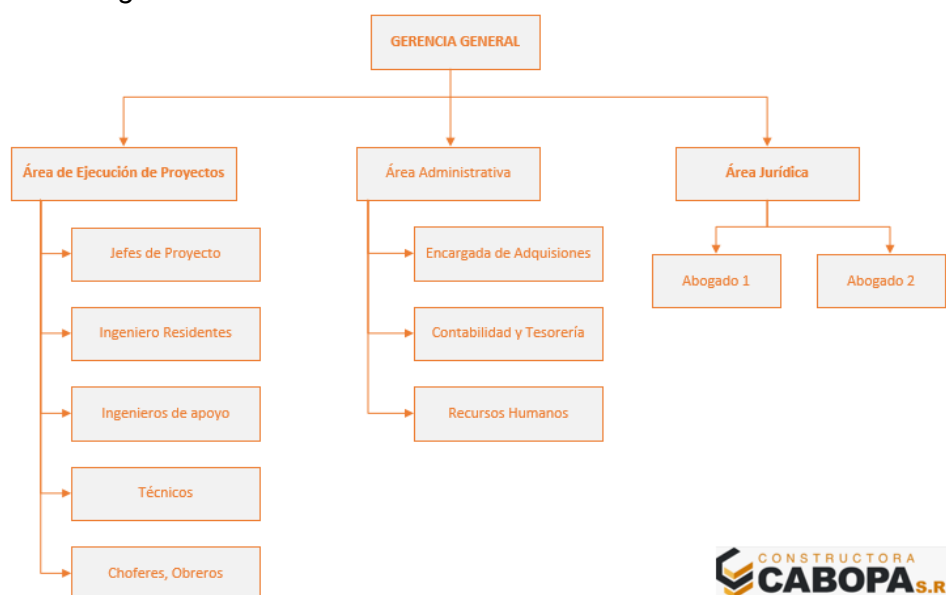 GERENCIA GENERAL
Área de Ejecución de Proyectos
Área Administrativa
Área Jurídica
Jefes de Proyecto
Encargada de Adquisiones
Abogado 1
Abogado 2
Ingeniero Residentes
Contabilidad y Tesorería
Ingenieros de apoyo
Recursos Humanos
Técnicos
Choferes, Obreros
CONSTRUCTORA
CABOPA S.R